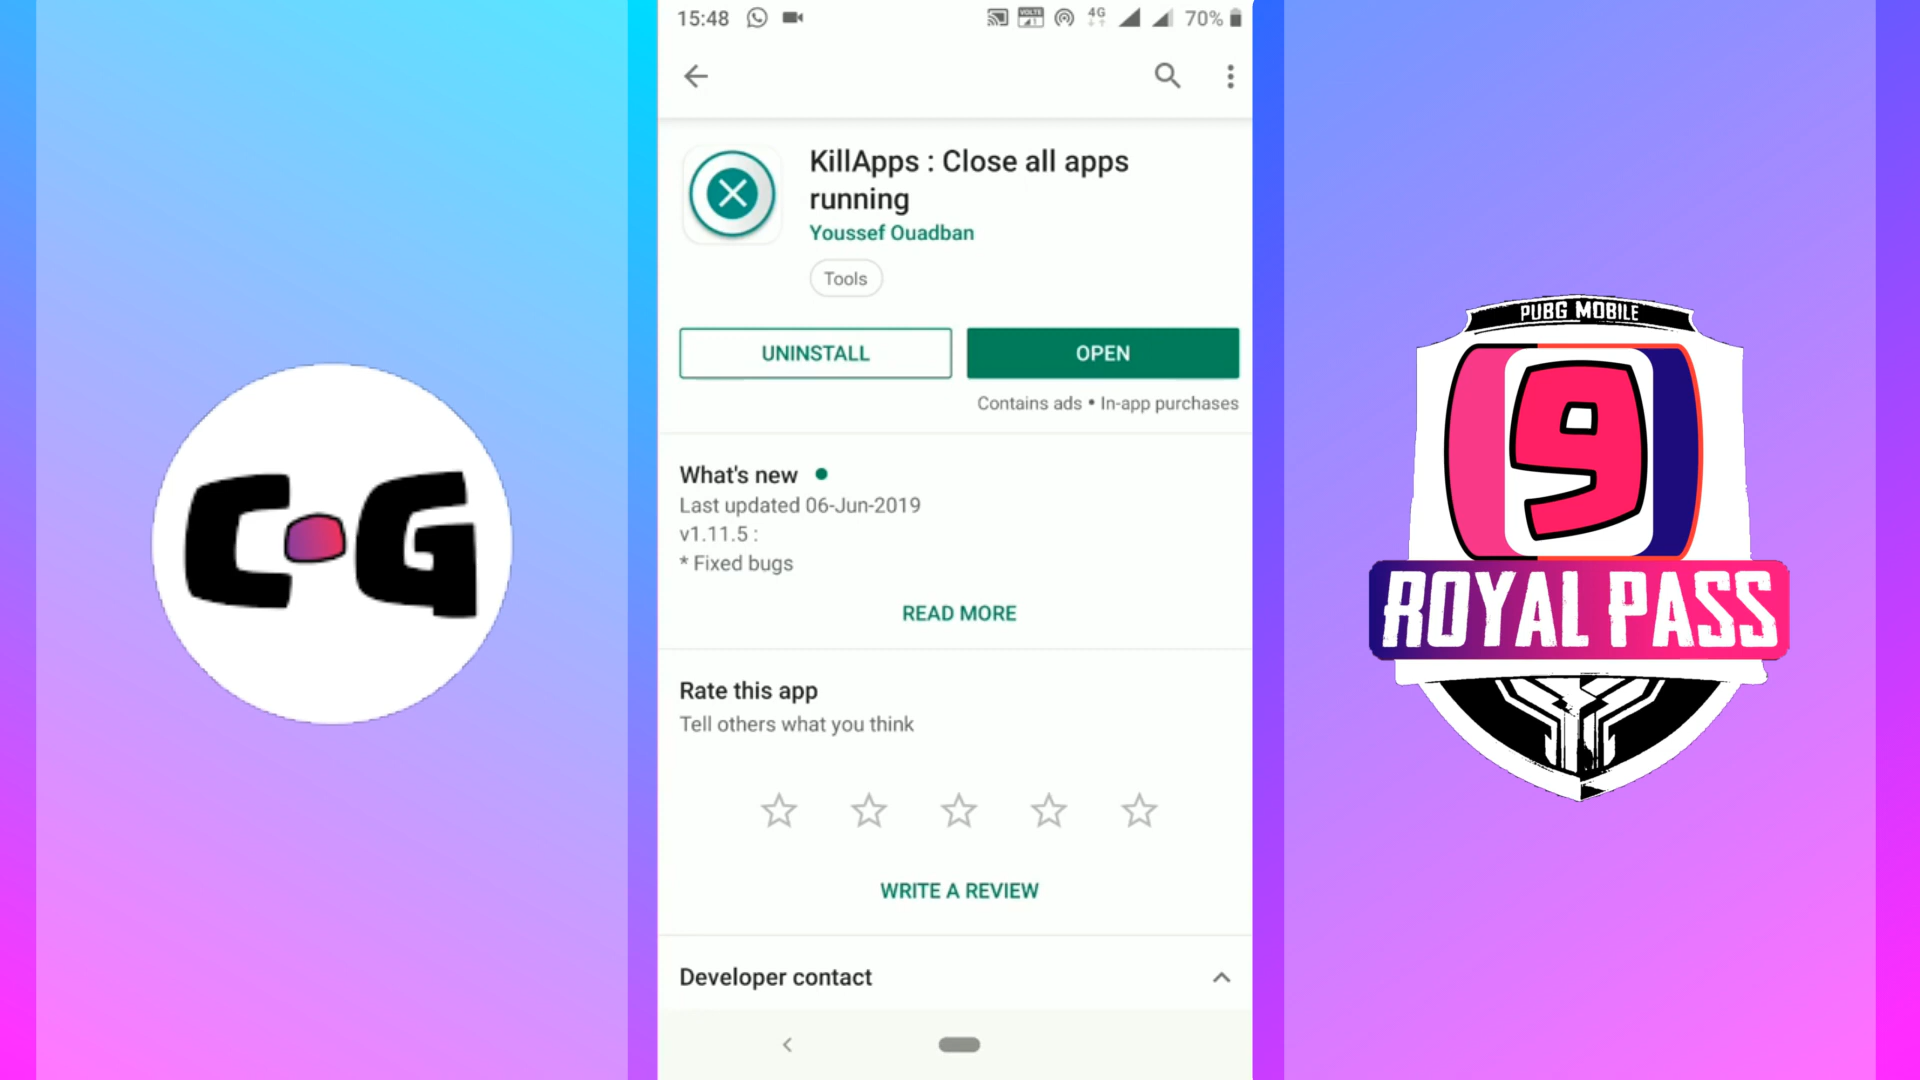 15:48
VOLTE
4G
70%
KillApps : Close all apps
running
Youssef Ouadban
Tools
UNINSTALL
OPEN
Contains ads • In-app purchases
What's new
Last updated 06-Jun-2019
v1.11.5 :
* Fixed bugs
READ MORE
Rate this app
Tell others what you think
WRITE A REVIEW
Developer contact
C•G
PUBG MOBILE
9
ROYAL PASS